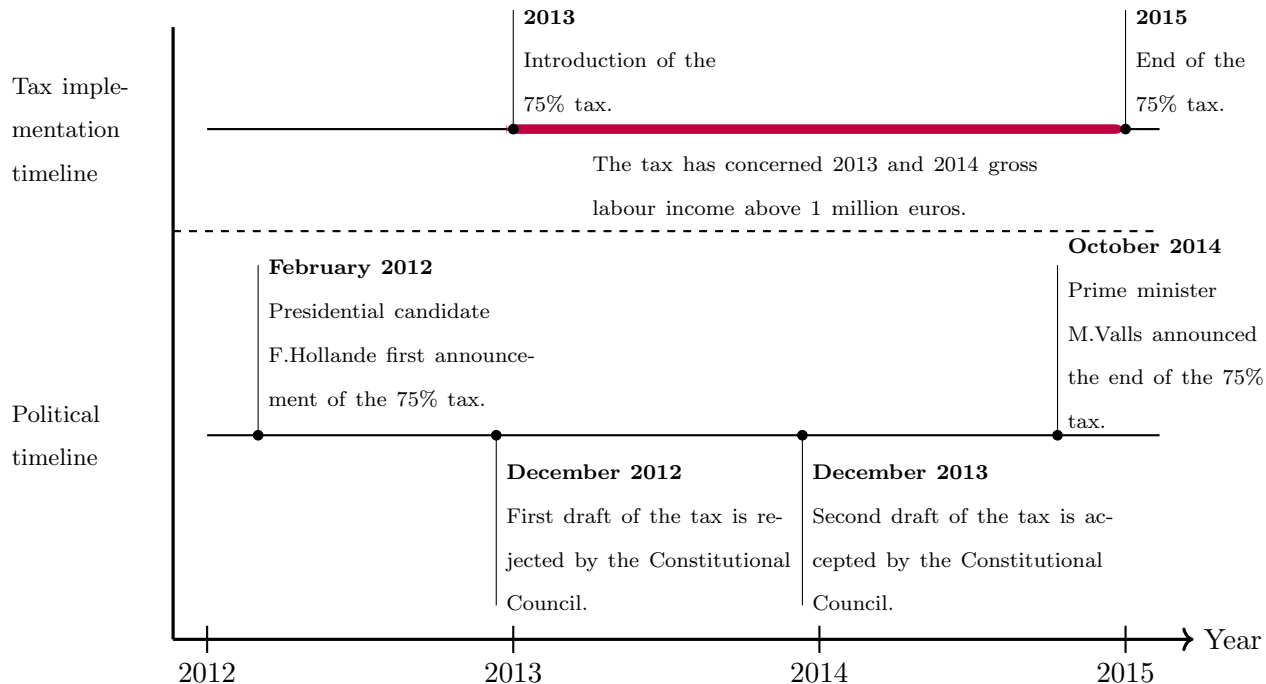 2013
Introduction of the
75% tax.
2015
End of the
75% tax.
Tax imple-
mentation
timeline
The tax has concerned 2013 and 2014 gross
labour income above 1 million euros.
February 2012
Presidential candidate
F.Hollande first announce-
ment of the 75% tax.
October 2014
Prime minister
M.Valls announced
the end of the 75%
tax.
Political
timeline
December 2012
First draft of the tax is re-
jected by the Constitutional
Council.
December 2013
Second draft of the tax is ac-
cepted by the Constitutional
Council.
Year
2012
2013
2014
2015